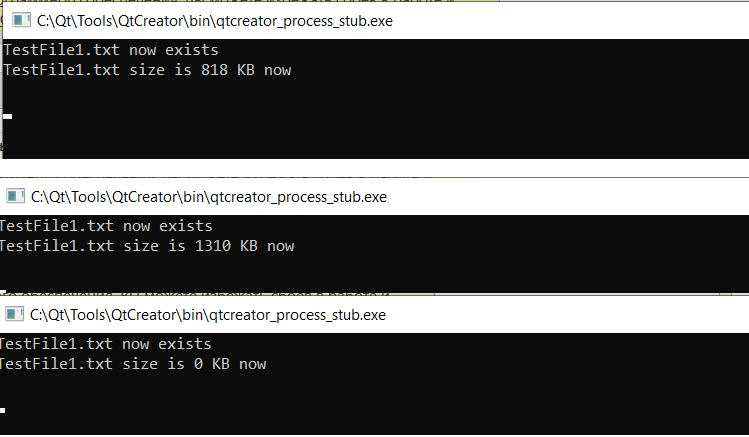 C:\Qt\Tools\QtCreator\bin\qtcreator_process_stub.exe
TestFile1.txt now exists
TestFile1.txt size is 818 KB now
C:\Qt\Tools\QtCreator\bin\qtcreator_process_stub.exe
TestFile1.txt now exists
TestFile1.txt size is 1310 KB now
C:\Qt\Tools\QtCreator\bin\qtcreator_process_stub.exe
TestFile1.txt now exists
TestFile1.txt size is 0 KB now